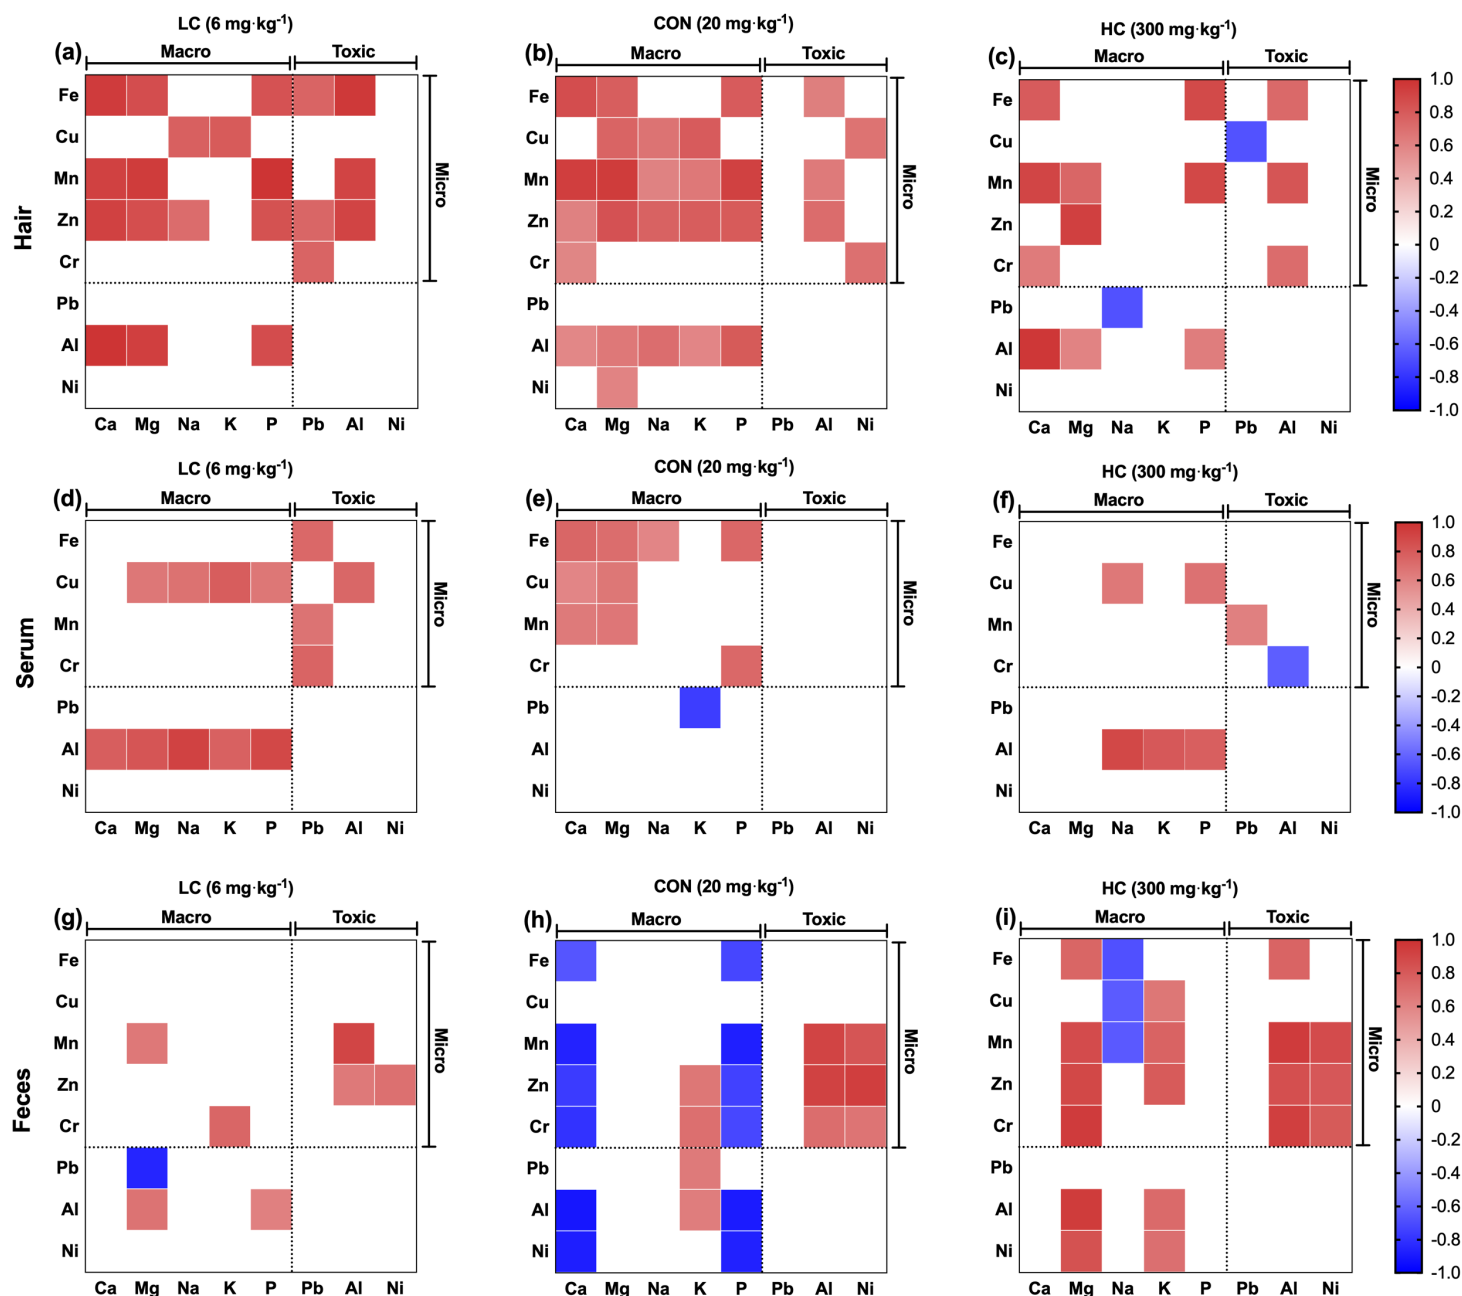 LC (6 mg·kg-1)
CON (20 mg·kg-1)
HC (300 mg·kg-1)
(a) Macro Toxic
(b) Macro Toxic
(c) Macro Toxic
Hair
Fe
Cu
Mn
Zn
Cr
Pb
Al
Ni
Micro
Ca Mg Na K P Pb Al Ni
Fe
Cu
Mn
Zn
Cr
Pb
Al
Ni
Micro
Ca Mg Na K P Pb Al Ni
Fe
Cu
Mn
Zn
Cr
Pb
Al
Ni
Micro
Ca Mg Na K P Pb Al Ni
1.0
0.8
0.6
0.4
0.2
0
-0.2
-0.4
-0.6
-0.8
-1.0
LC (6 mg·kg-1)
CON (20 mg·kg-1)
HC (300 mg·kg-1)
(d) Macro Toxic
(e) Macro Toxic
(f) Macro Toxic
Serum
Fe
Cu
Mn
Cr
Pb
Al
Ni
Micro
Ca Mg Na K P Pb Al Ni
Fe
Cu
Mn
Cr
Pb
Al
Ni
Micro
Ca Mg Na K P Pb Al Ni
Fe
Cu
Mn
Cr
Pb
Al
Ni
Micro
Ca Mg Na K P Pb Al Ni
1.0
0.8
0.6
0.4
0.2
0
-0.2
-0.4
-0.6
-0.8
-1.0
LC (6 mg·kg-1)
CON (20 mg·kg-1)
HC (300 mg·kg-1)
(g) Macro Toxic
(h) Macro Toxic
(i) Macro Toxic
Feces
Fe
Cu
Mn
Zn
Cr
Pb
Al
Ni
Micro
Ca Mg Na K P Pb Al Ni
Fe
Cu
Mn
Zn
Cr
Pb
Al
Ni
Micro
Ca Mg Na K P Pb Al Ni
Fe
Cu
Mn
Zn
Cr
Pb
Al
Ni
Micro
Ca Mg Na K P Pb Al Ni
1.0
0.8
0.6
0.4
0.2
0
-0.2
-0.4
-0.6
-0.8
-1.0